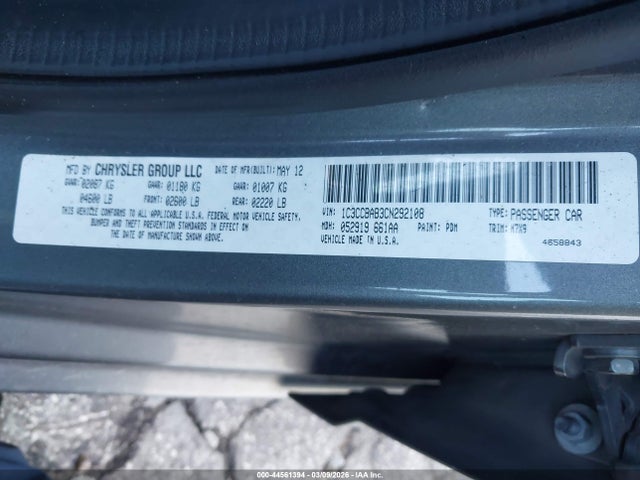 MFD BY CHRYSLER GROUP LLC DATE OF MFR(BUILT): MAY 12
GVWR: 02087 KG GAWR: 01180 KG GAWR: 01007 KG
04600 LB FRONT: 02600 LB REAR: 02220 LB
THIS VEHICLE CONFORMS TO ALL U.S.A. FEDERAL MOTOR VEHICLE SAFETY,
BUMPER AND THEFT PREVENTION STANDARDS IN EFFECT ON
THE DATE OF MANUFACTURE SHOWN ABOVE.
VIN: 1C3CCBAB3CN292108 TYPE: PASSENGER CAR
MDH: 052919 661AA PAINT: PDM TRIM: M7X9
VEHICLE MADE IN U.S.A. 4658843
000-44561394 | 03/09/2026 | IAA Inc.